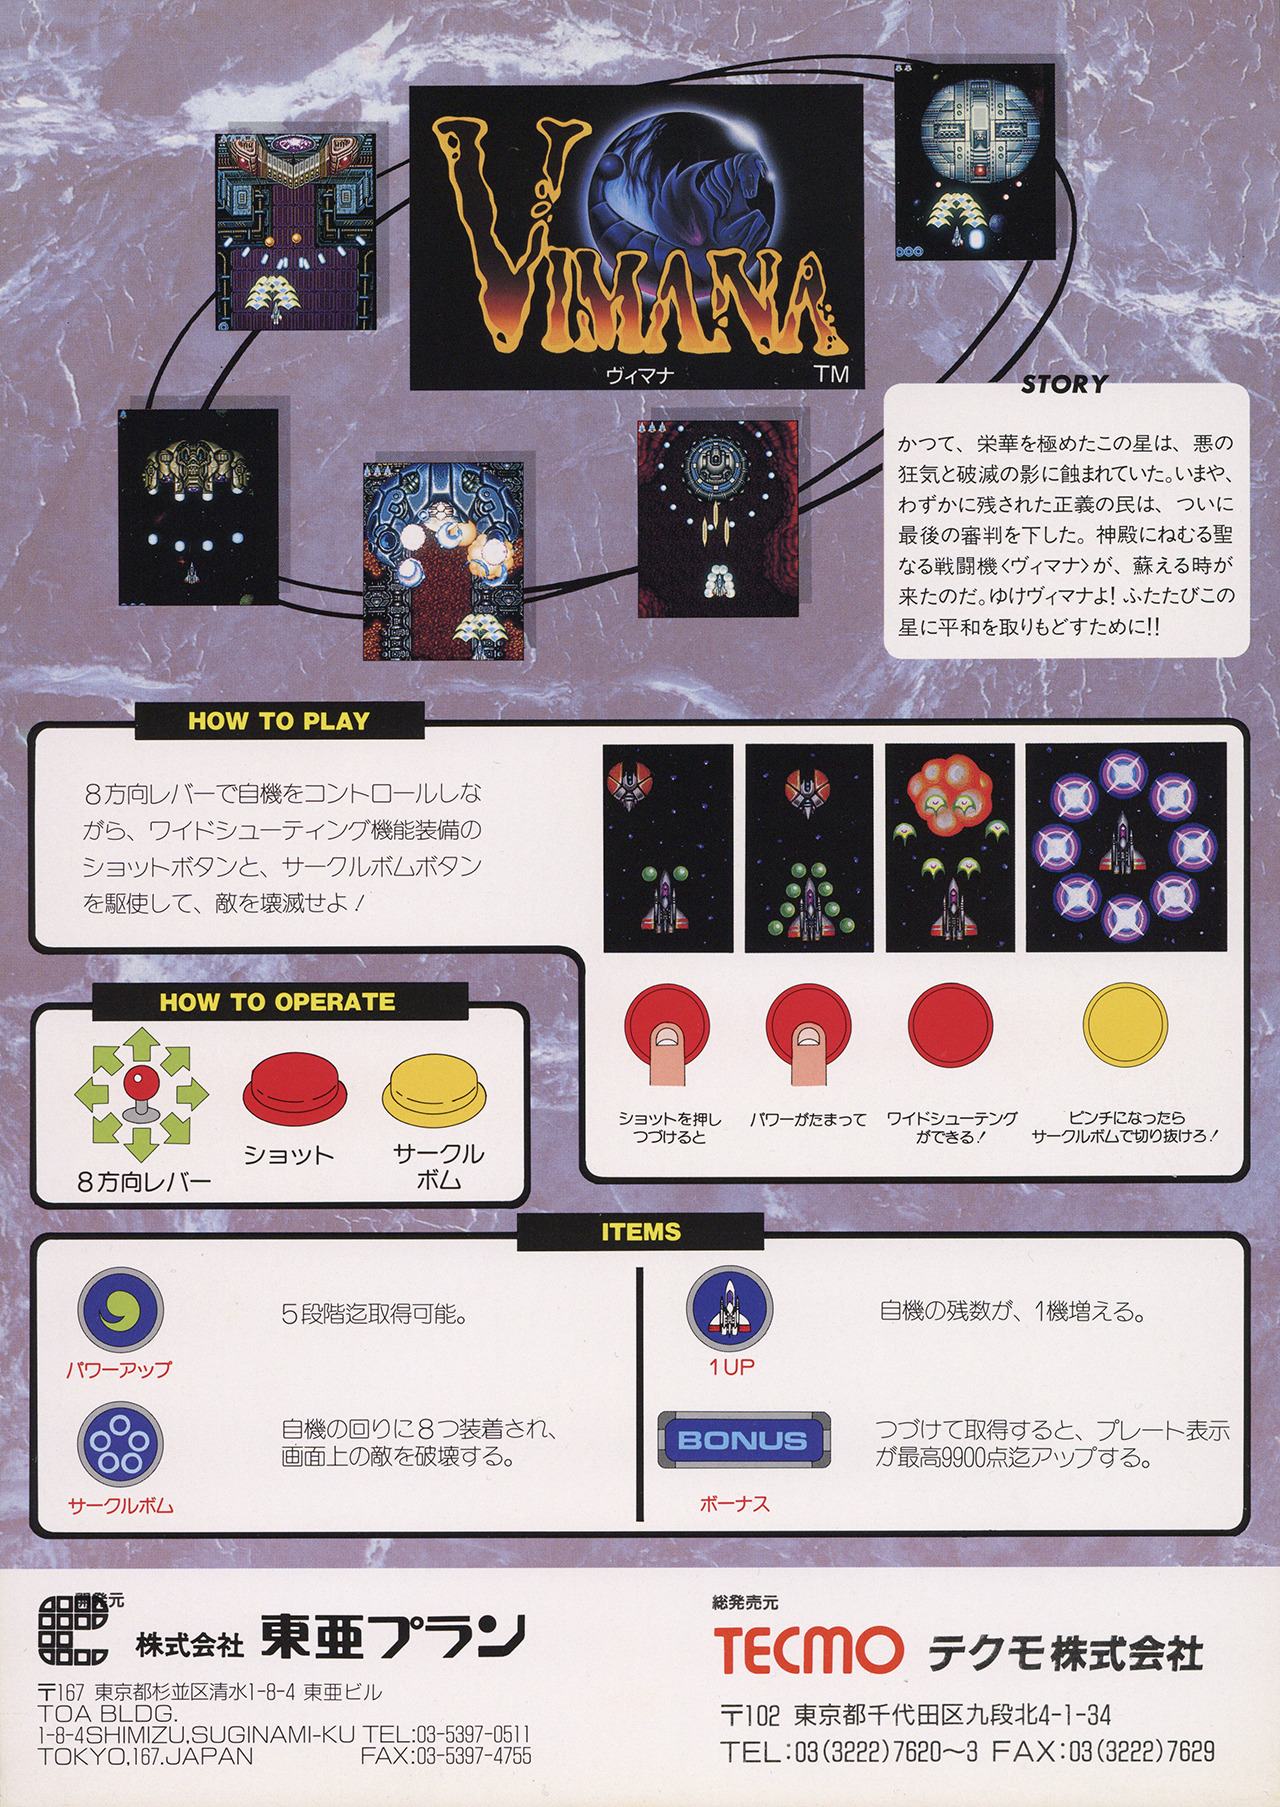 VIMANA
ヴィマナ
TM
STORY
かつて、栄華を極めたこの星は、悪の
狂気と破滅の影に蝕まれていた。いまや、
わずかに残された正義の民は、ついに
最後の審判を下した。神殿にねむる聖
なる戦闘機〈ヴィマナ〉が、蘇える時が
来たのだ。ゆけヴィマナよ！ふたたびこの
星に平和を取りもどすために!!
HOW TO PLAY
8方向レバーで自機をコントロールしな
がら、ワイドシューティング機能装備の
ショットボタンと、サークルボムボタン
を駆使して、敵を壊滅せよ！
ショットを押し
つづけると
パワーがたまって
ワイドシューテング
ができる！
ピンチになったら
サークルボムで切り抜けろ！
HOW TO OPERATE
8方向レバー
ショット
サークル
ボム
ITEMS
パワーアップ
5段階迄取得可能。
サークルボム
自機の回りに8つ装着され、
画面上の敵を破壊する。
1UP
自機の残数が、1機増える。
BONUS
ボーナス
つづけて取得すると、プレート表示
が最高9900点迄アップする。
開発元
株式会社 東亜プラン
〒167 東京都杉並区清水1-8-4 東亜ビル
TOA BLDG.
1-8-4SHIMIZU,SUGINAMI-KU TEL:03-5397-0511
TOKYO,167.JAPAN FAX:03-5397-4755
総発売元
TECMO テクモ株式会社
〒102 東京都千代田区九段北4-1-34
TEL:03(3222)7620〜3 FAX:03(3222)7629